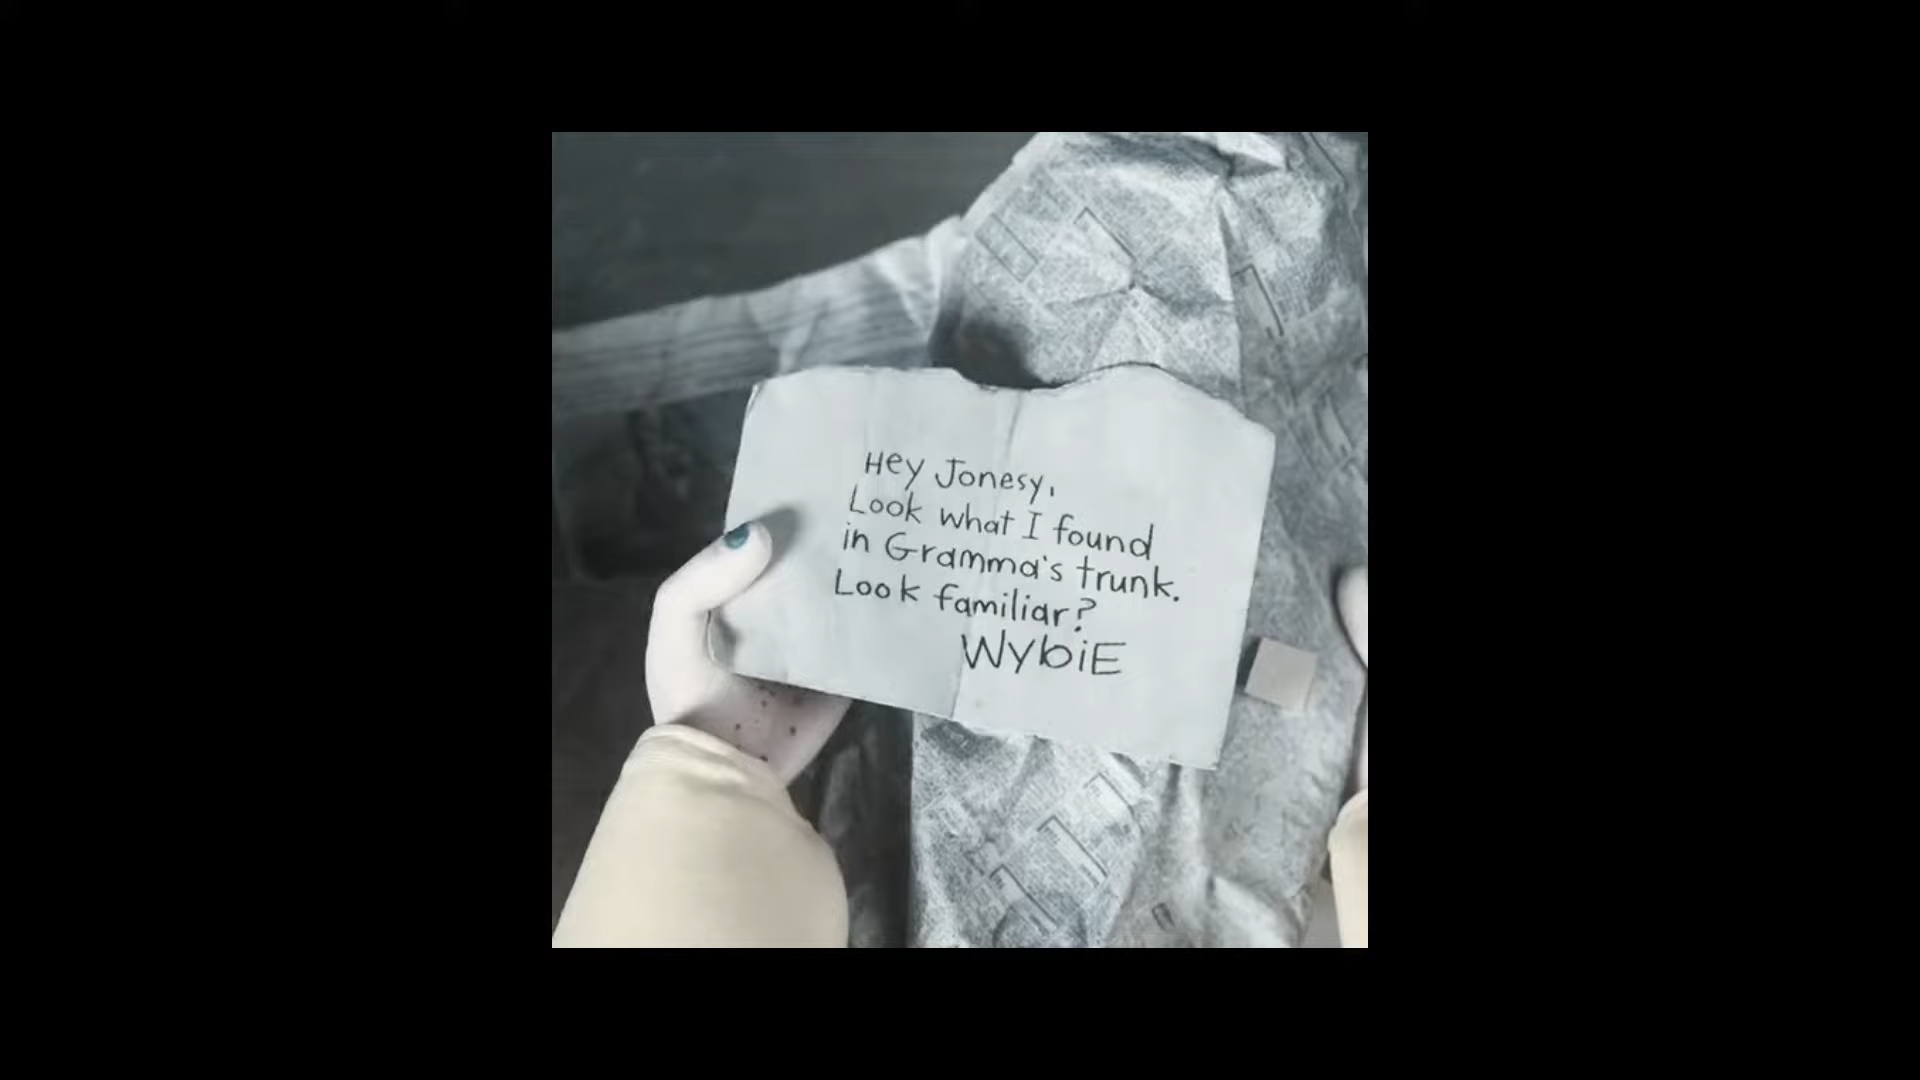 Hey Jonesy,
Look what I found
in Gramma's trunk.
Look familiar?
WybiE